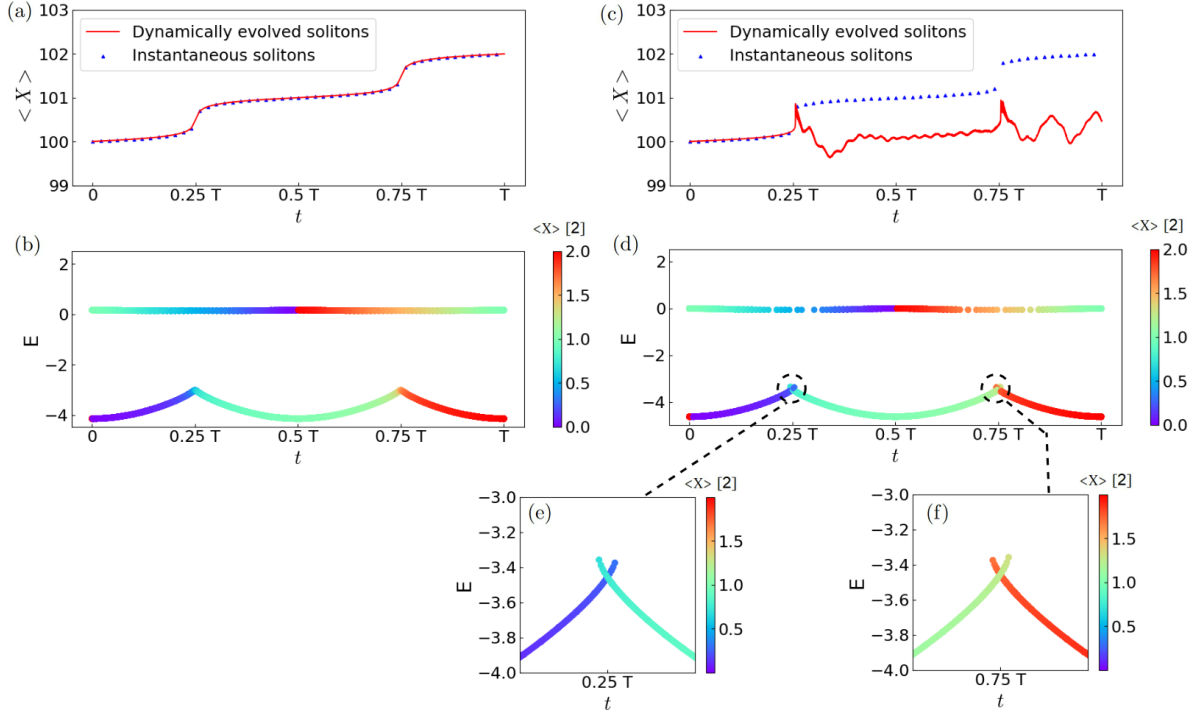 (a)
103
102
101
100
99
<X>
Dynamically evolved solitons
Instantaneous solitons
0
0.25 T
0.5 T
0.75 T
T
t
(c)
103
102
101
100
99
<X>
Dynamically evolved solitons
Instantaneous solitons
0
0.25 T
0.5 T
0.75 T
T
t
(b)
2
0
−2
−4
E
0
0.25 T
0.5 T
0.75 T
T
t
<X> [2]
2.0
1.5
1.0
0.5
0.0
(d)
2
0
−2
−4
E
0
0.25 T
0.5 T
0.75 T
T
t
<X> [2]
2.0
1.5
1.0
0.5
0.0
(e)
−3.0
−3.2
−3.4
−3.6
−3.8
−4.0
E
0.25 T
t
<X> [2]
1.5
1.0
0.5
(f)
−3.0
−3.2
−3.4
−3.6
−3.8
−4.0
E
0.75 T
t
<X> [2]
1.5
1.0
0.5